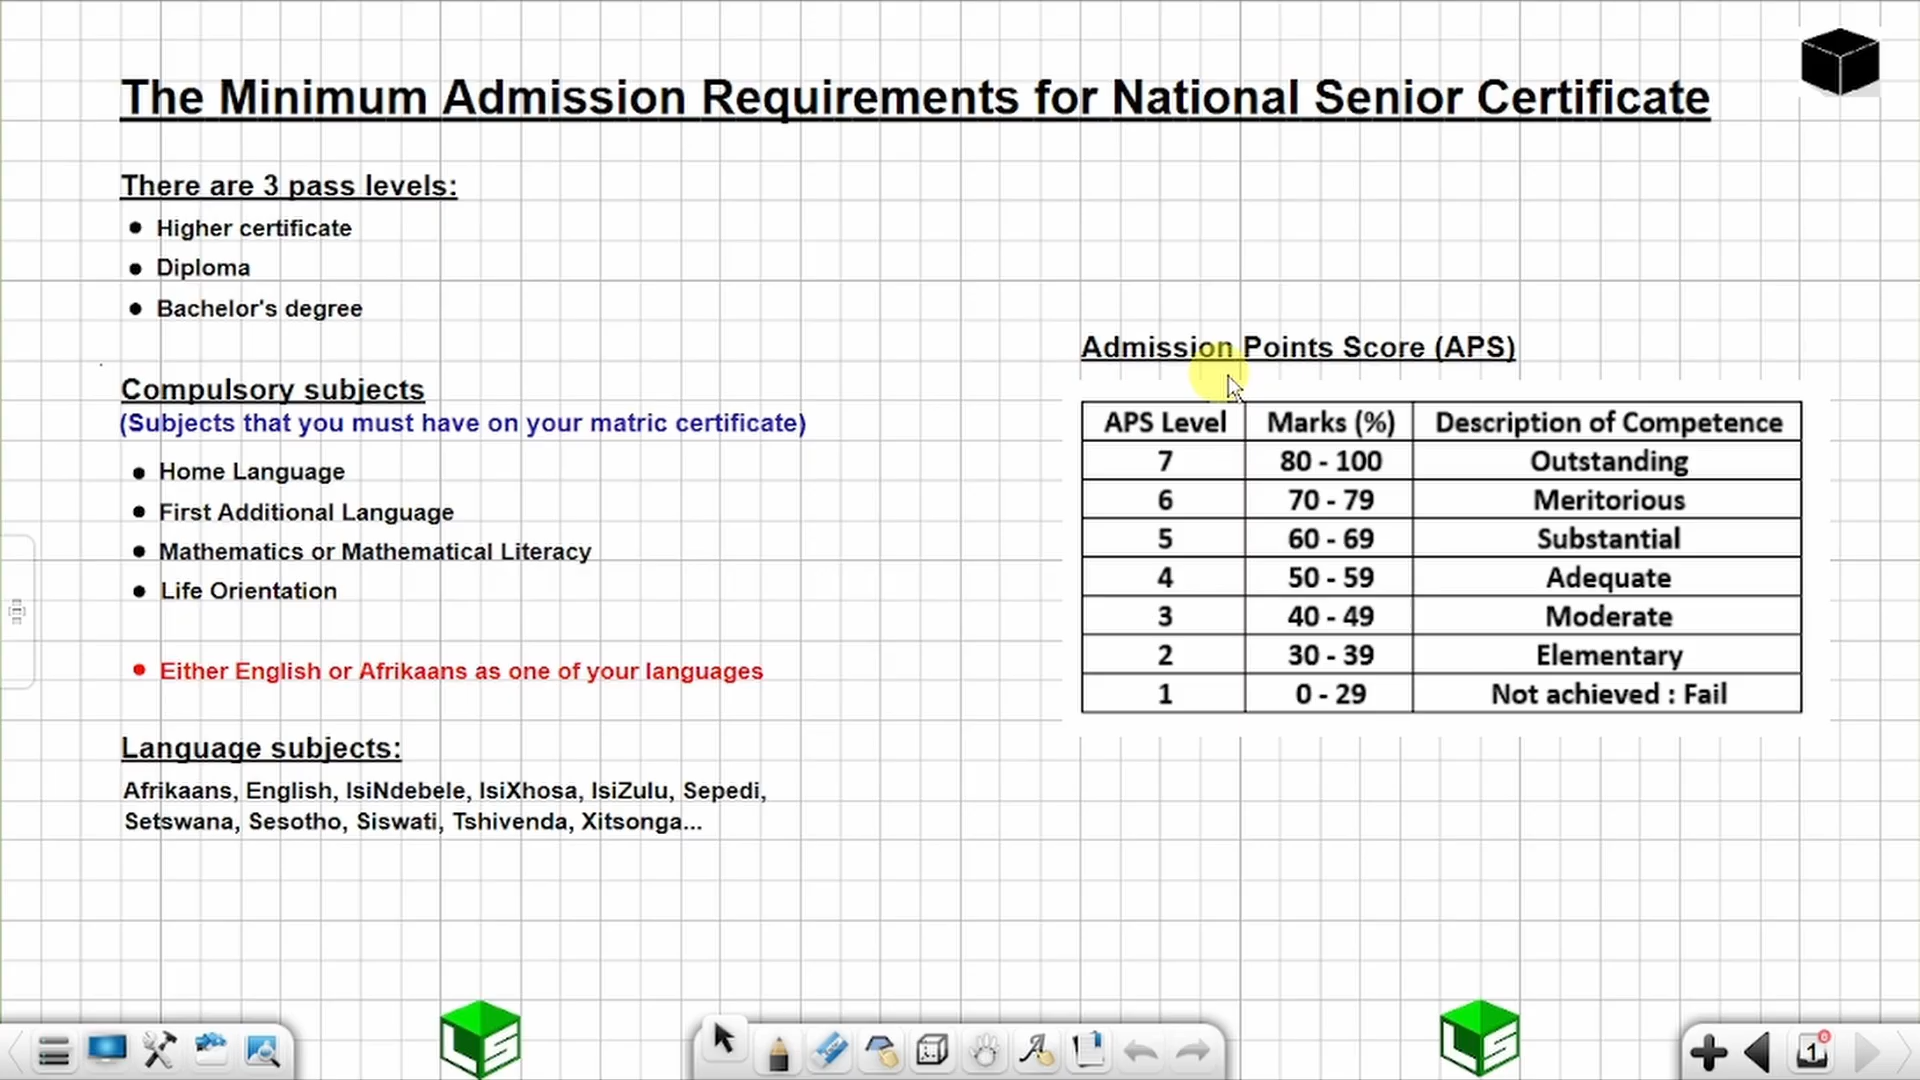 The Minimum Admission Requirements for National Senior Certificate
There are 3 pass levels:
● Higher certificate
● Diploma
● Bachelor's degree
Compulsory subjects
(Subjects that you must have on your matric certificate)
● Home Language
● First Additional Language
● Mathematics or Mathematical Literacy
● Life Orientation
● Either English or Afrikaans as one of your languages
Language subjects:
Afrikaans, English, IsiNdebele, IsiXhosa, IsiZulu, Sepedi,
Setswana, Sesotho, Siswati, Tshivenda, Xitsonga...
Admission Points Score (APS)
APS Level Marks (%) Description of Competence
7 80 - 100 Outstanding
6 70 - 79 Meritorious
5 60 - 69 Substantial
4 50 - 59 Adequate
3 40 - 49 Moderate
2 30 - 39 Elementary
1 0 - 29 Not achieved : Fail
LS
LS
1